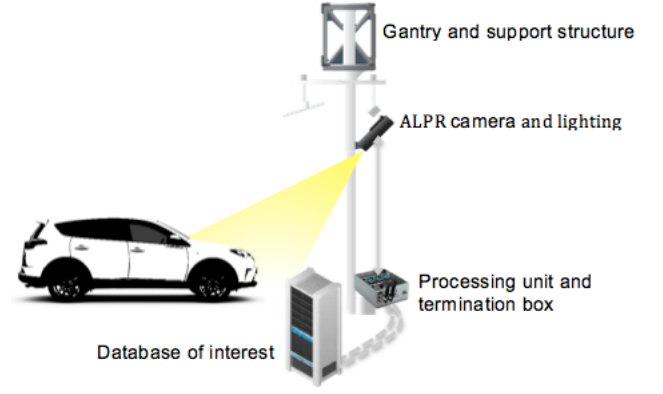 Gantry and support structure
ALPR camera and lighting
Processing unit and
termination box
Database of interest